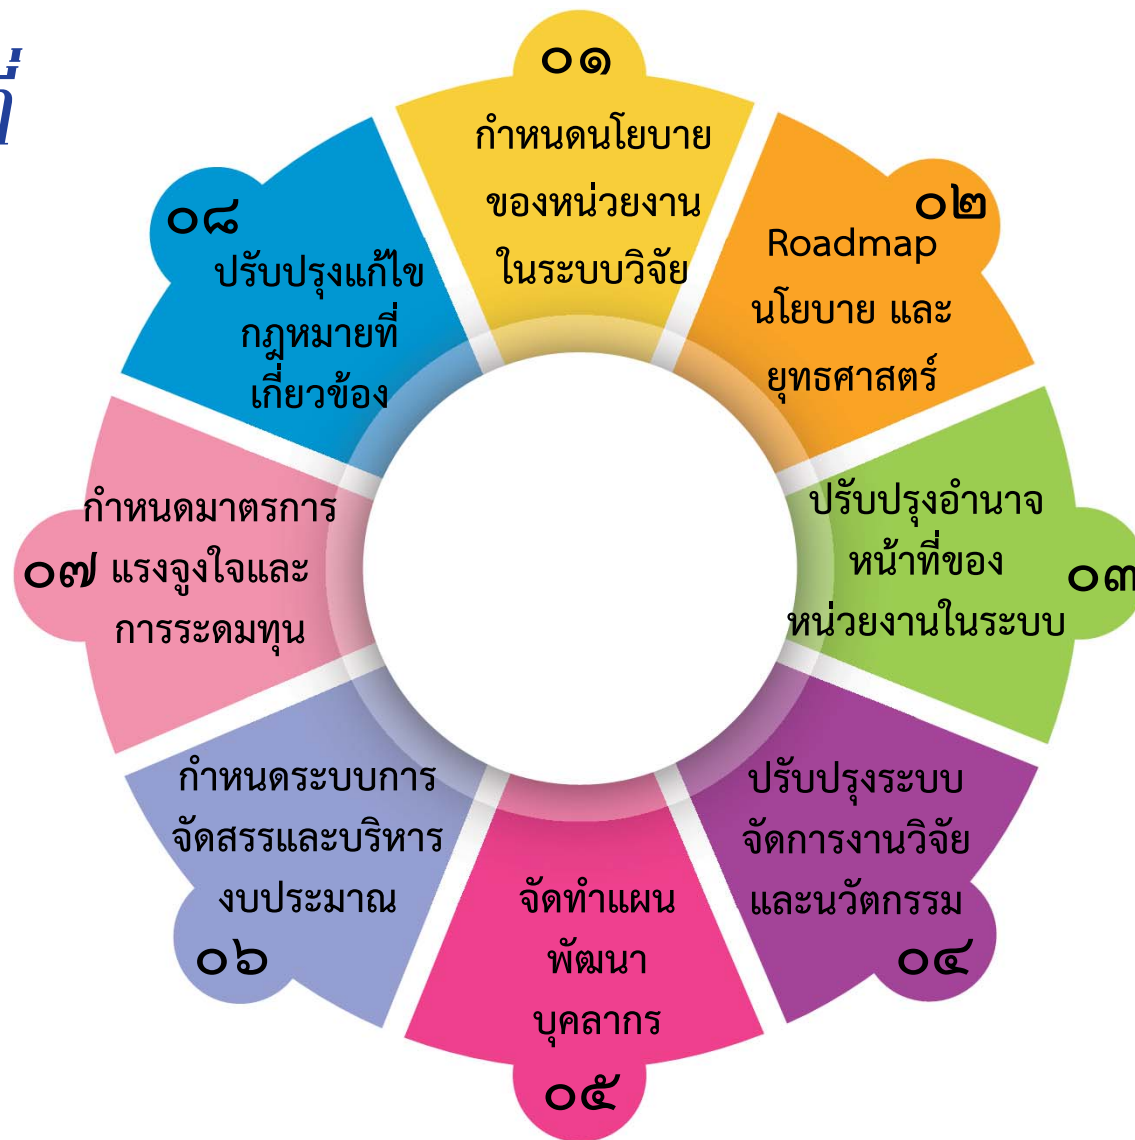 ๐๑
กำหนดนโยบาย
ของหน่วยงาน
ในระบบวิจัย
๐๒
Roadmap
นโยบาย และ
ยุทธศาสตร์
๐๓
ปรับปรุงอำนาจ
หน้าที่ของ
หน่วยงานในระบบ
ปรับปรุงระบบ
จัดการงานวิจัย
และนวัตกรรม
๐๔
จัดทำแผน
พัฒนา
บุคลากร
๐๕
กำหนดระบบการ
จัดสรรและบริหาร
งบประมาณ
๐๖
๐๗
กำหนดมาตรการ
แรงจูงใจและ
การระดมทุน
๐๘
ปรับปรุงแก้ไข
กฎหมายที่
เกี่ยวข้อง